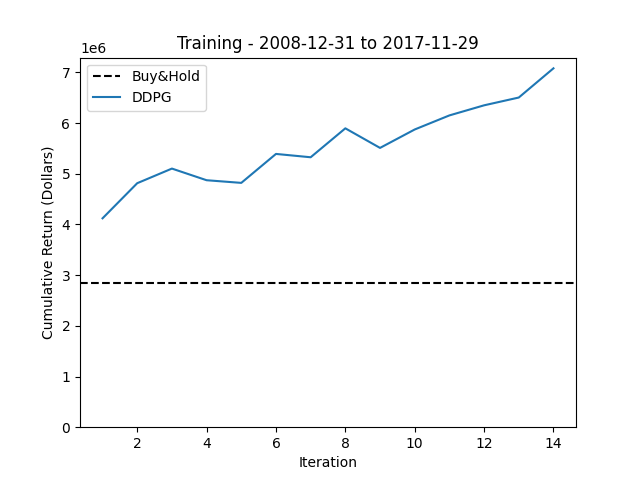 Training - 2008-12-31 to 2017-11-29
1e6
Buy&Hold
DDPG
7
6
5
4
3
2
1
0
Cumulative Return (Dollars)
2 4 6 8 10 12 14
Iteration